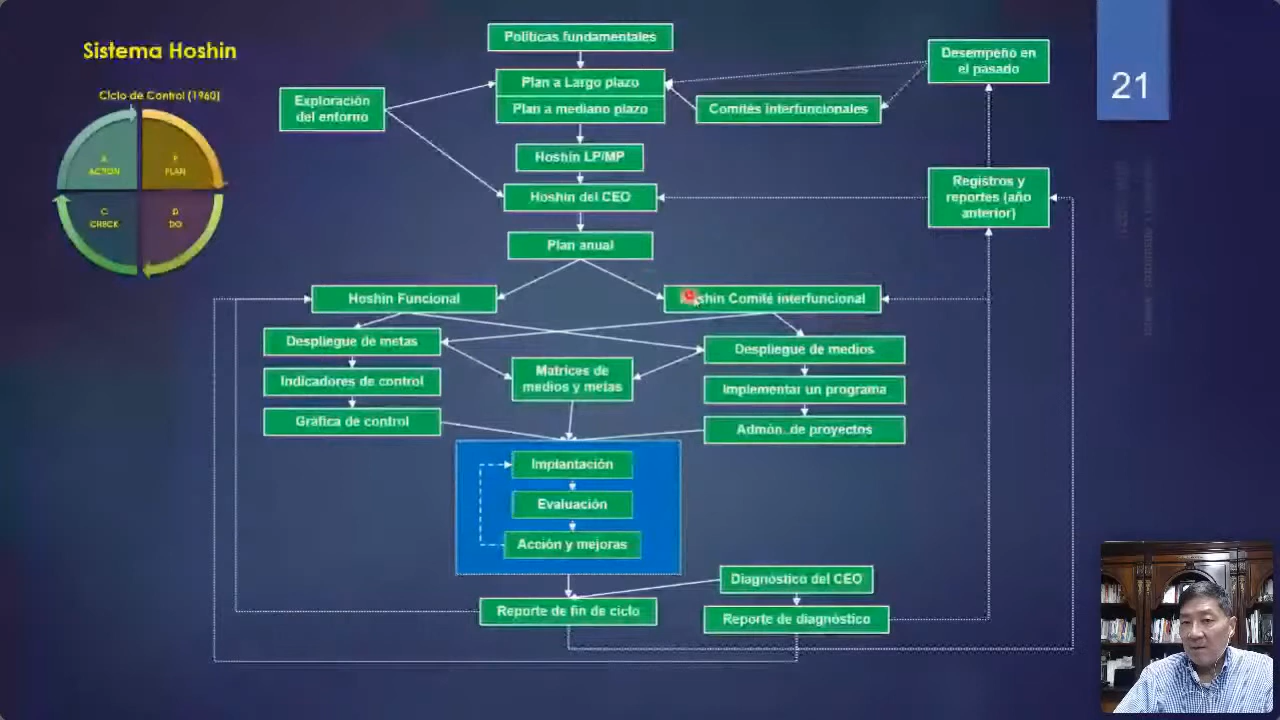 Sistema Hoshin
Ciclo de Control (1960)
A
ACTION
P
PLAN
C
CHECK
D
DO
Políticas fundamentales
Plan a Largo plazo
Plan a mediano plazo
Exploración
del entorno
Comités interfuncionales
Desempeño en
el pasado
21
Hoshin LP/MP
Hoshin del CEO
Registros y
reportes (año
anterior)
Plan anual
Hoshin Funcional
shin Comité interfuncional
Despliegue de metas
Indicadores de control
Gráfica de control
Matrices de
medios y metas
Despliegue de medios
Implementar un programa
Admón. de proyectos
Implantación
Evaluación
Acción y mejoras
Diagnóstico del CEO
Reporte de fin de ciclo
Reporte de diagnóstico